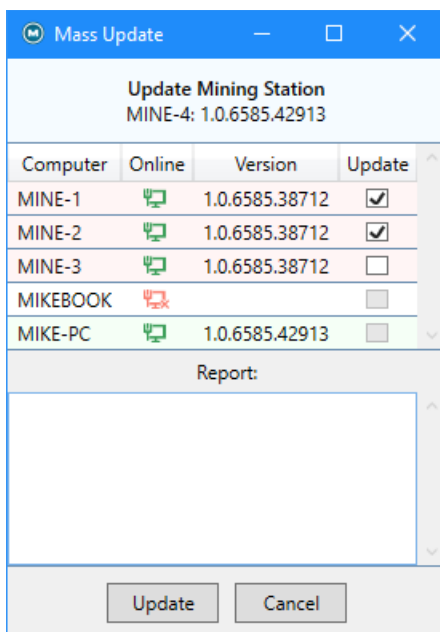 Mass Update
Update Mining Station
MINE-4: 1.0.6585.42913
Computer Online Version Update
MINE-1 1.0.6585.38712
MINE-2 1.0.6585.38712
MINE-3 1.0.6585.38712
MIKEBOOK
MIKE-PC 1.0.6585.42913
Report:
Update Cancel